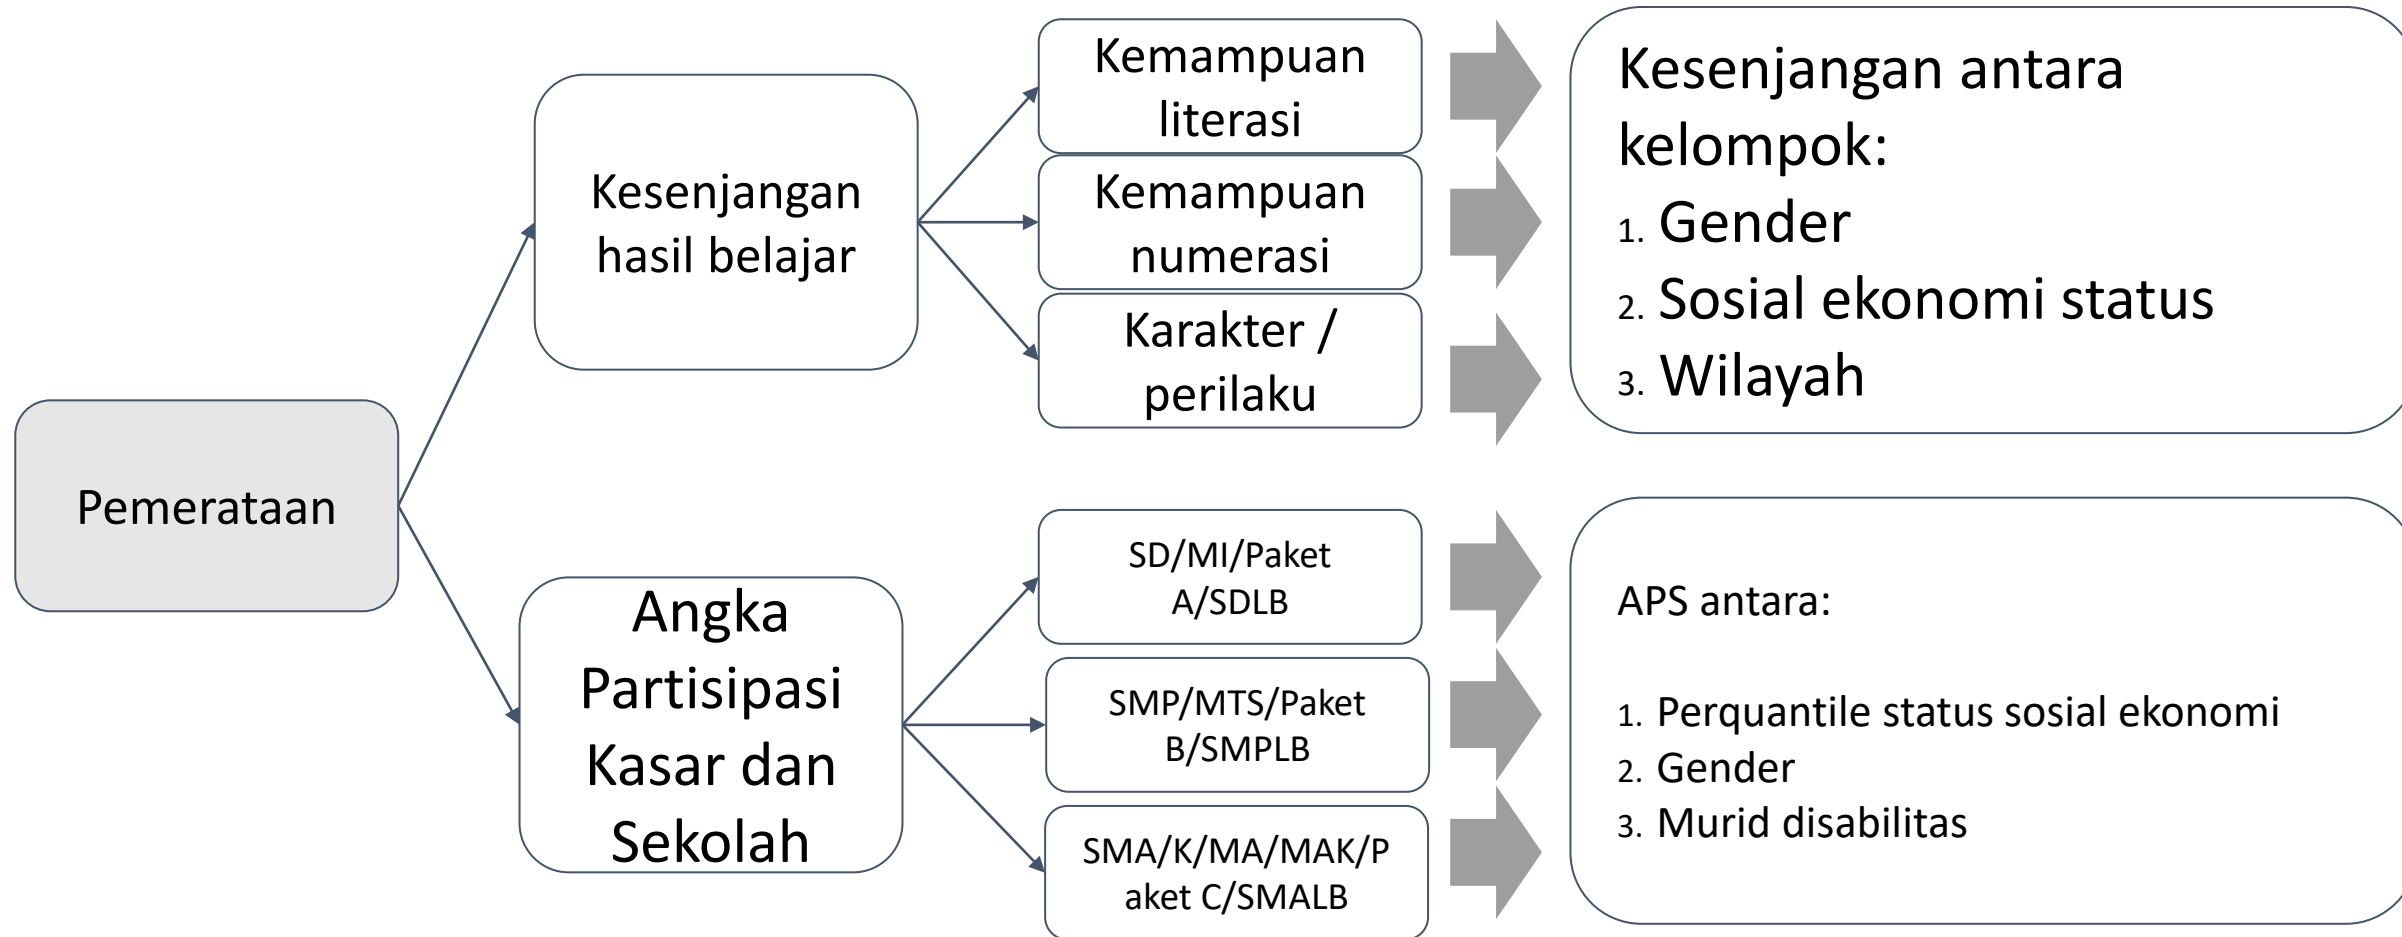 Pemerataan
Kesenjangan
hasil belajar
Kemampuan
literasi
Kemampuan
numerasi
Karakter /
perilaku
Kesenjangan antara
kelompok:
1. Gender
2. Sosial ekonomi status
3. Wilayah
Angka
Partisipasi
Kasar dan
Sekolah
SD/MI/Paket
A/SDLB
SMP/MTS/Paket
B/SMPLB
SMA/K/MA/MAK/P
aket C/SMALB
APS antara:
1. Perquantile status sosial ekonomi
2. Gender
3. Murid disabilitas